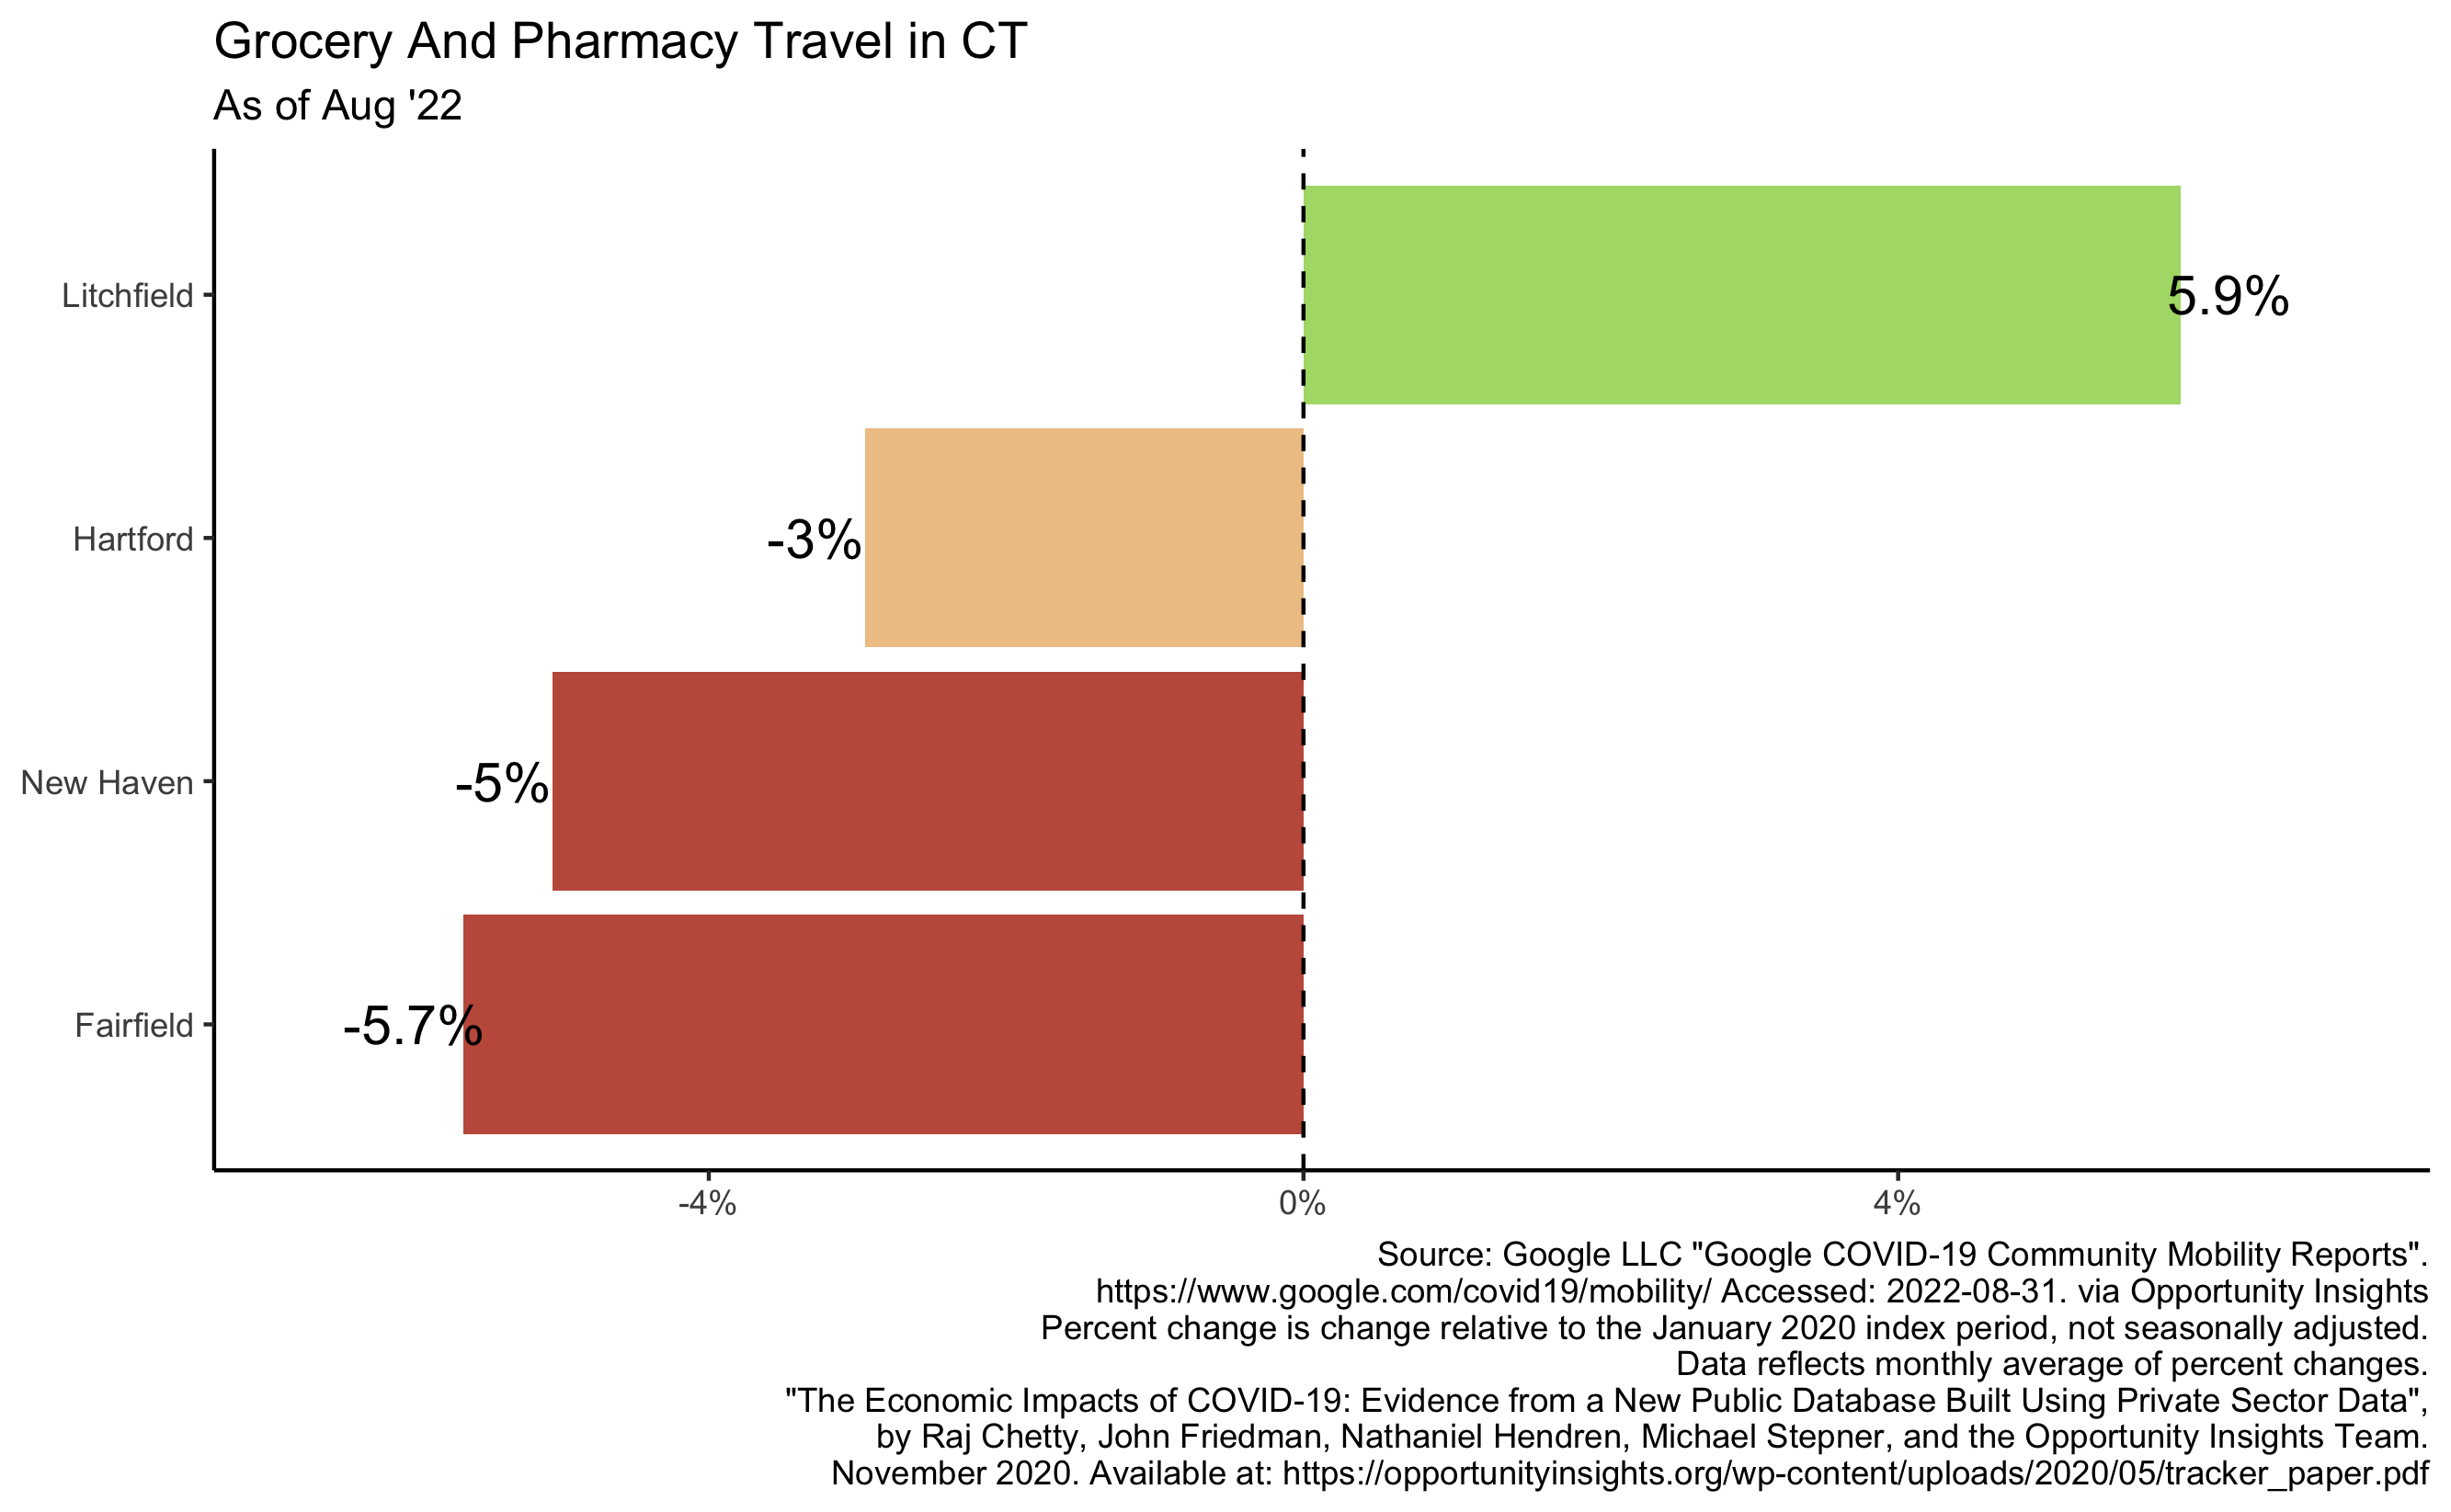 Grocery And Pharmacy Travel in CT
As of Aug '22
Litchfield
5.9%
Hartford
-3%
New Haven
-5%
Fairfield
-5.7%
-4%
0%
4%
Source: Google LLC "Google COVID-19 Community Mobility Reports".
https://www.google.com/covid19/mobility/ Accessed: 2022-08-31. via Opportunity Insights
Percent change is change relative to the January 2020 index period, not seasonally adjusted.
Data reflects monthly average of percent changes.
"The Economic Impacts of COVID-19: Evidence from a New Public Database Built Using Private Sector Data",
by Raj Chetty, John Friedman, Nathaniel Hendren, Michael Stepner, and the Opportunity Insights Team.
November 2020. Available at: https://opportunityinsights.org/wp-content/uploads/2020/05/tracker_paper.pdf